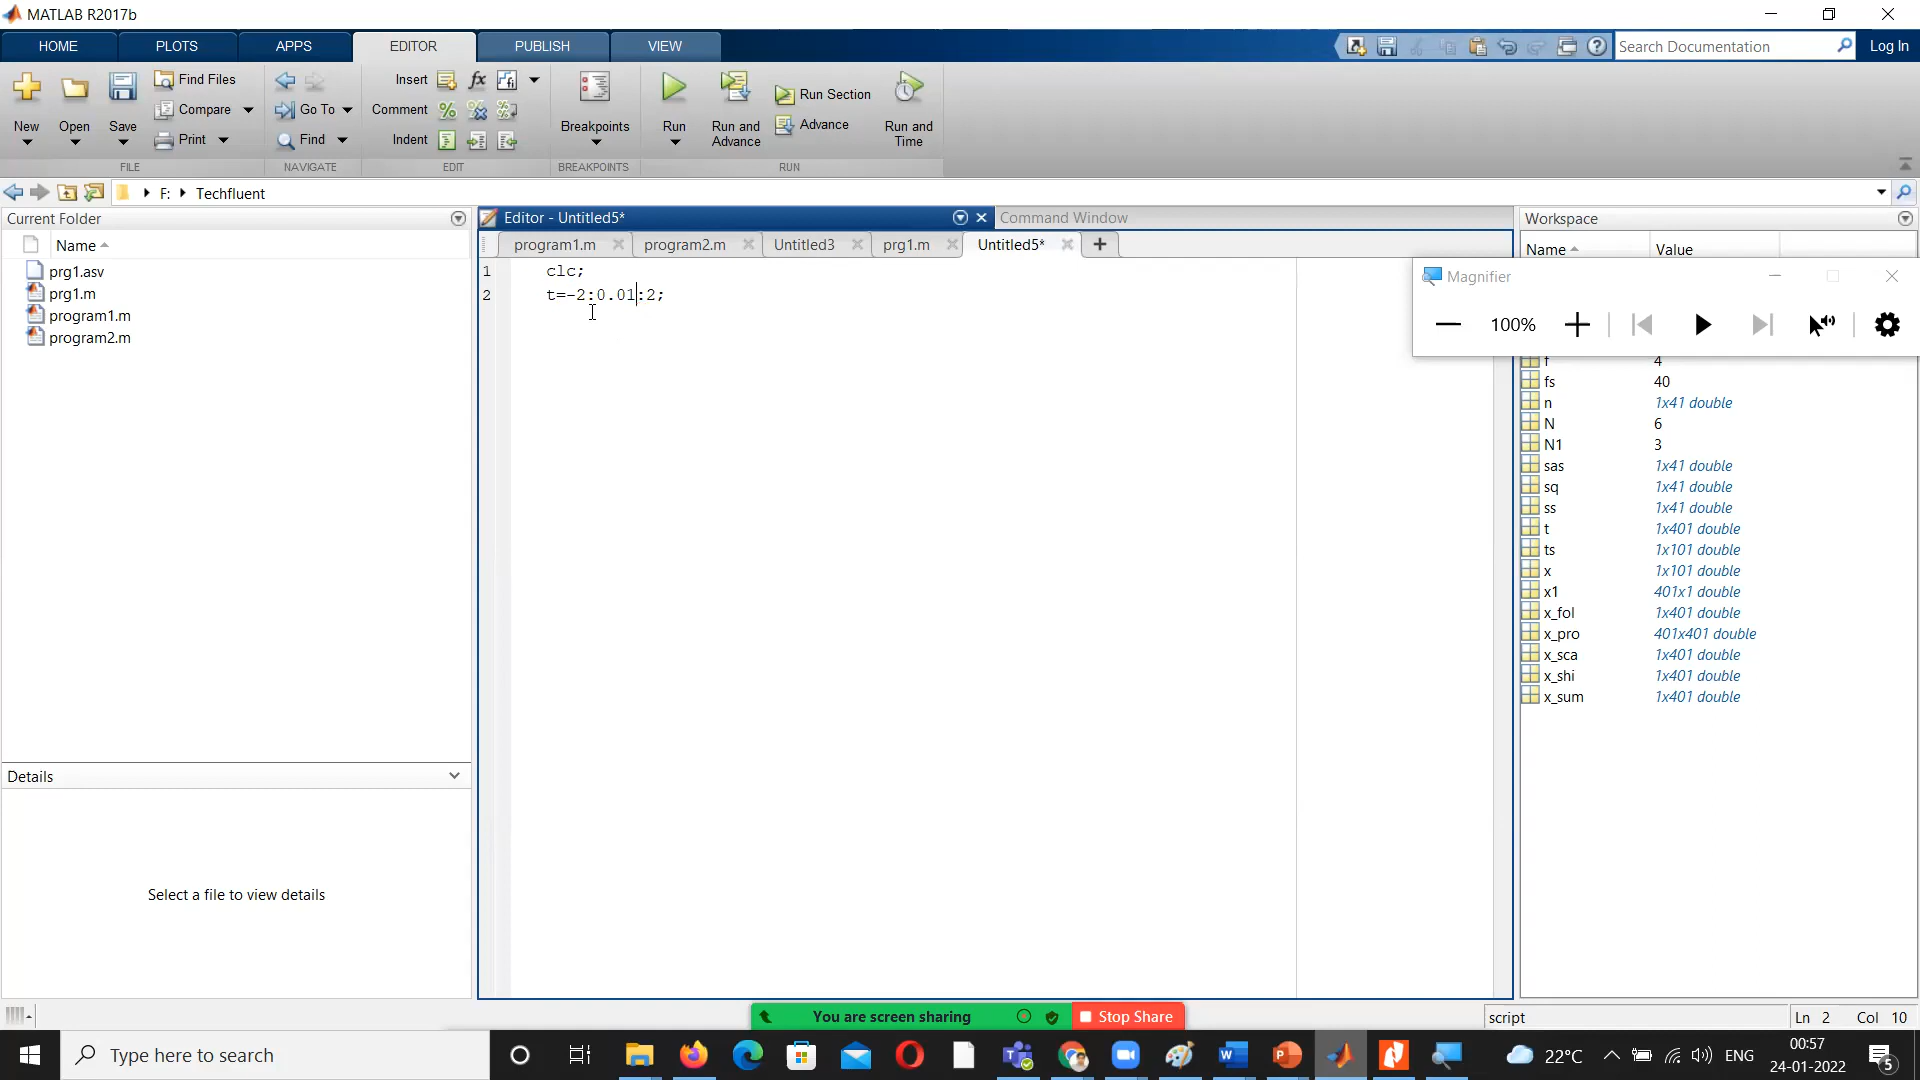 MATLAB R2017b
HOME PLOTS APPS EDITOR PUBLISH VIEW
Search Documentation
Log In
New Open Save
Find Files
Compare
Print
FILE
Go To
Find
NAVIGATE
Insert fx
Comment
Indent
EDIT
Breakpoints
BREAKPOINTS
Run
Run and Advance
Run Section
Advance
Run and Time
RUN
F: Techfluent
Current Folder
Name
prg1.asv
prg1.m
program1.m
program2.m
Details
Select a file to view details
Editor - Untitled5*
Command Window
program1.m program2.m Untitled3 prg1.m Untitled5*
1 clc;
2 t=-2:0.01:2;
Workspace
Name Value
Magnifier
100%
f 4
fs 40
n 1x41 double
N 6
N1 3
sas 1x41 double
sq 1x41 double
ss 1x41 double
t 1x401 double
ts 1x101 double
x 1x101 double
x1 401x1 double
x_fol 1x401 double
x_pro 401x401 double
x_sca 1x401 double
x_shi 1x401 double
x_sum 1x401 double
You are screen sharing Stop Share
script Ln 2 Col 10
Type here to search
22°C ENG
00:57
24-01-2022
5